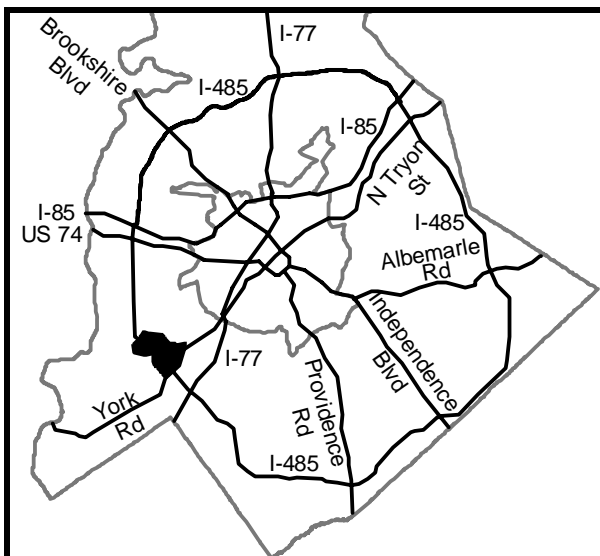 I-77
Brookshire
Blvd
I-485
I-85
N Tryon
St
I-85
US 74
I-485
Albemarle
Rd
Independence
Blvd
I-77
Providence
Rd
York
Rd
I-485